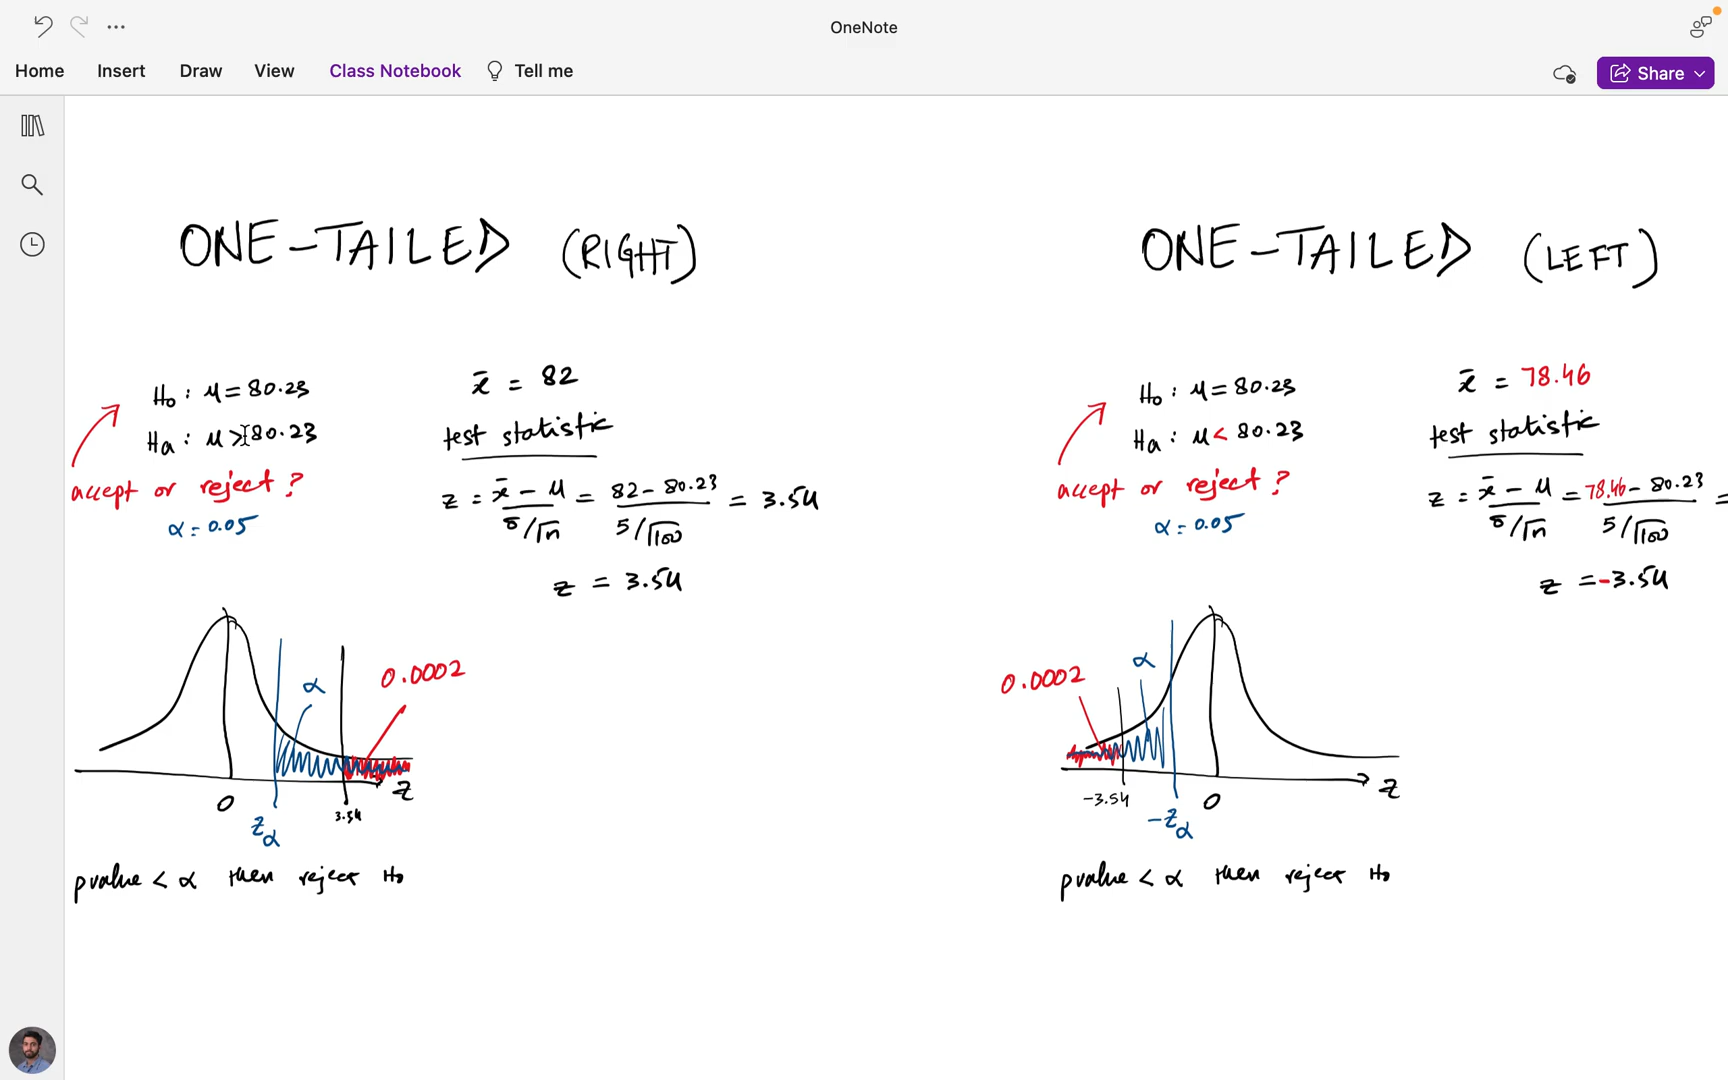 OneNote
Home Insert Draw View Class Notebook Tell me
Share
ONE-TAILED (RIGHT)
H₀ : μ = 80.23
Ha : μ > 80.23
accept or reject ?
α = 0.05
x̄ = 82
test statistic
z = x̄ - μ / 5/√n = 82 - 80.23 / 5/√100 = 3.54
z = 3.54
α
0.0002
0
zα
3.54
z
pvalue < α then reject H₀
ONE-TAILED (LEFT)
H₀ : μ = 80.23
Ha : μ < 80.23
accept or reject ?
α = 0.05
x̄ = 78.46
test statistic
z = x̄ - μ / 5/√n = 78.46 - 80.23 / 5/√100 =
z = -3.54
0.0002
α
-3.54
-zα
0
z
pvalue < α then reject H₀